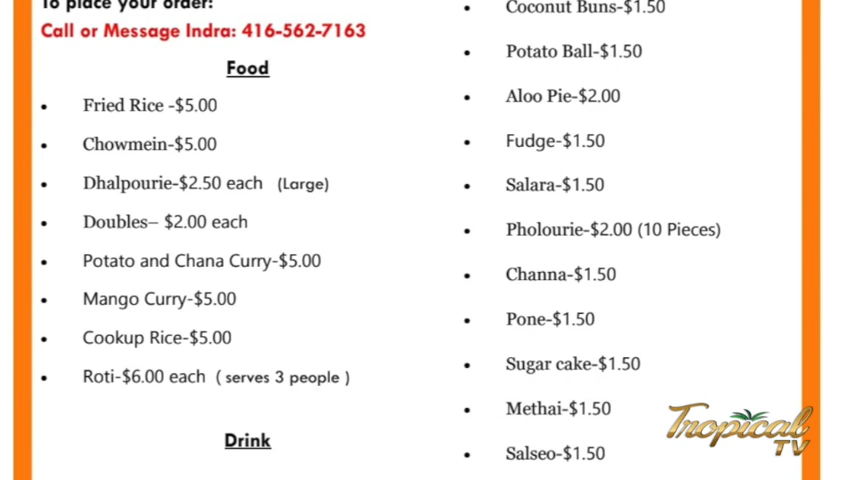 To place your order:
Call or Message Indra: 416-562-7163
Food
• Fried Rice -$5.00
• Chowmein-$5.00
• Dhalpourie-$2.50 each (Large)
• Doubles– $2.00 each
• Potato and Chana Curry-$5.00
• Mango Curry-$5.00
• Cookup Rice-$5.00
• Roti-$6.00 each ( serves 3 people )
Drink
• Coconut Buns-$1.50
• Potato Ball-$1.50
• Aloo Pie-$2.00
• Fudge-$1.50
• Salara-$1.50
• Pholourie-$2.00 (10 Pieces)
• Channa-$1.50
• Pone-$1.50
• Sugar cake-$1.50
• Methai-$1.50
• Salseo-$1.50
Tropical
TV